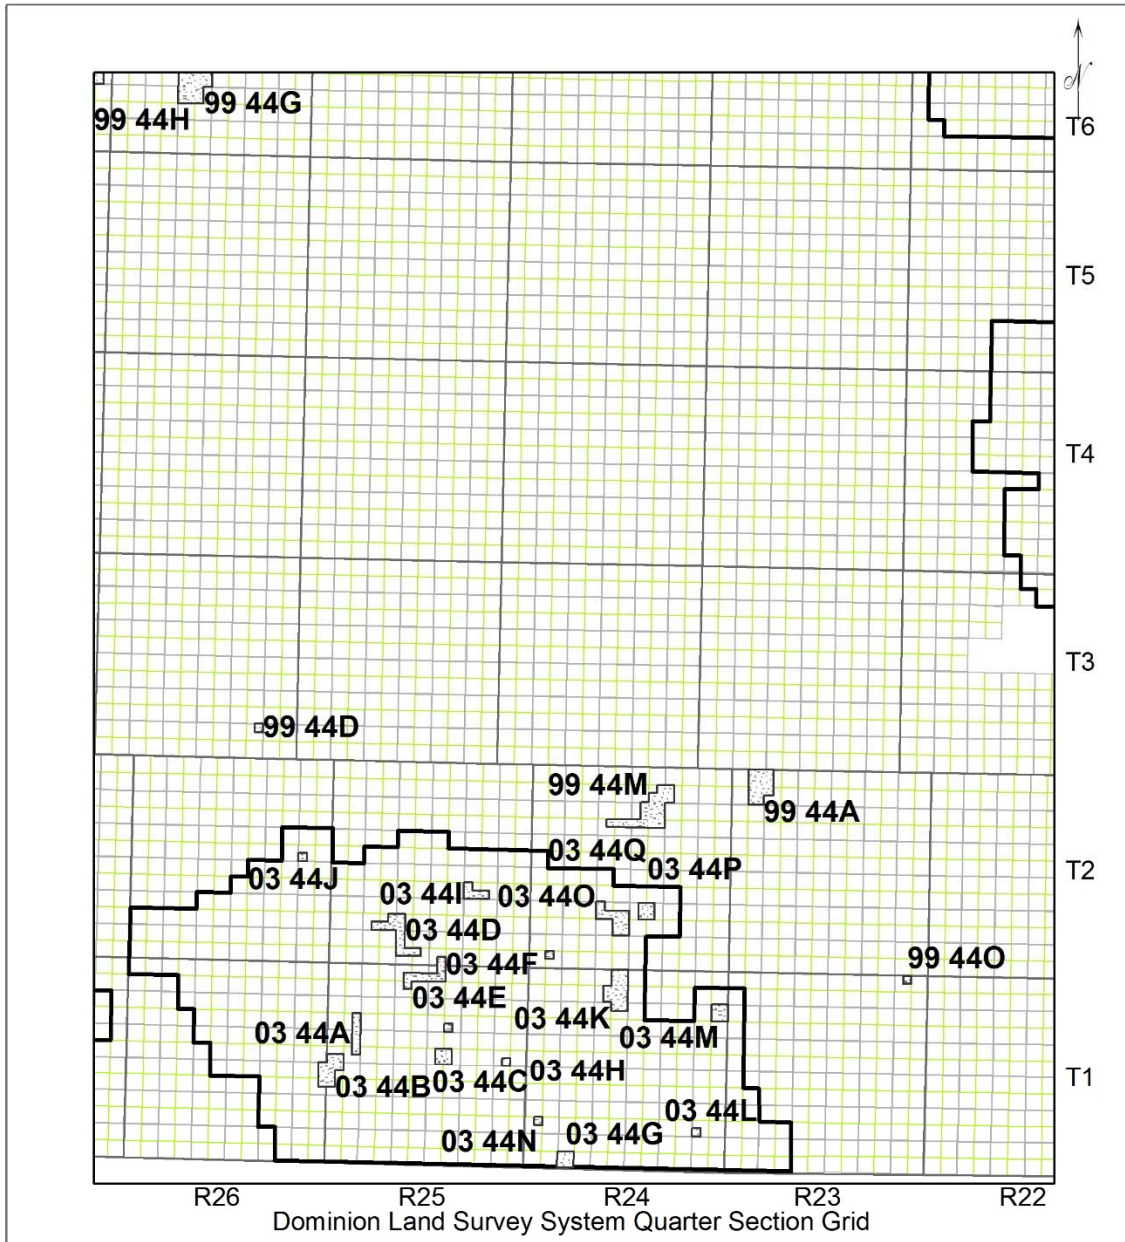 N
99 44G
99 44H
T6
T5
T4
T3
99 44D
99 44M
99 44A
03 44Q
03 44P
T2
03 44J
03 44I
03 44O
03 44D
99 44O
03 44F
03 44E
03 44K
03 44A
03 44M
03 44H
T1
03 44B
03 44C
03 44L
03 44N
03 44G
R26
R25
R24
R23
R22
Dominion Land Survey System Quarter Section Grid